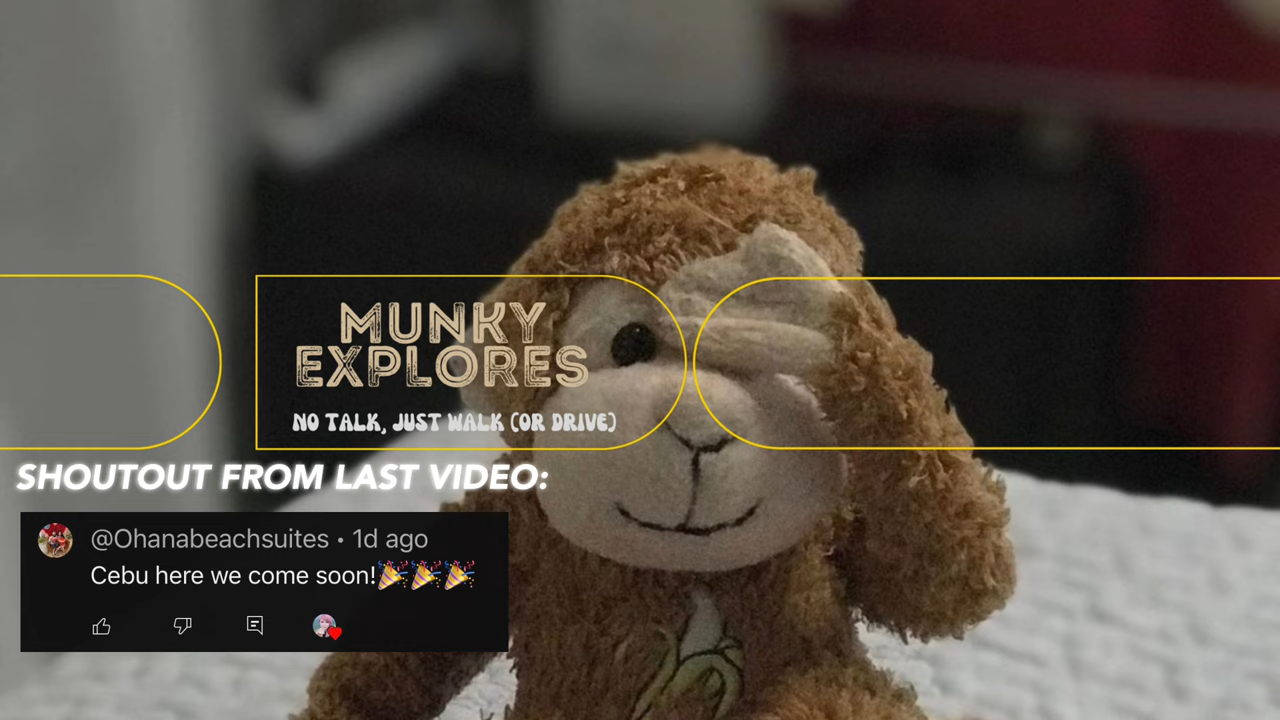 MUNKY
EXPLORES
NO TALK, JUST WALK (OR DRIVE)
SHOUTOUT FROM LAST VIDEO:
@Ohanabeachsuites • 1d ago
Cebu here we come soon!🎉🎉🎉